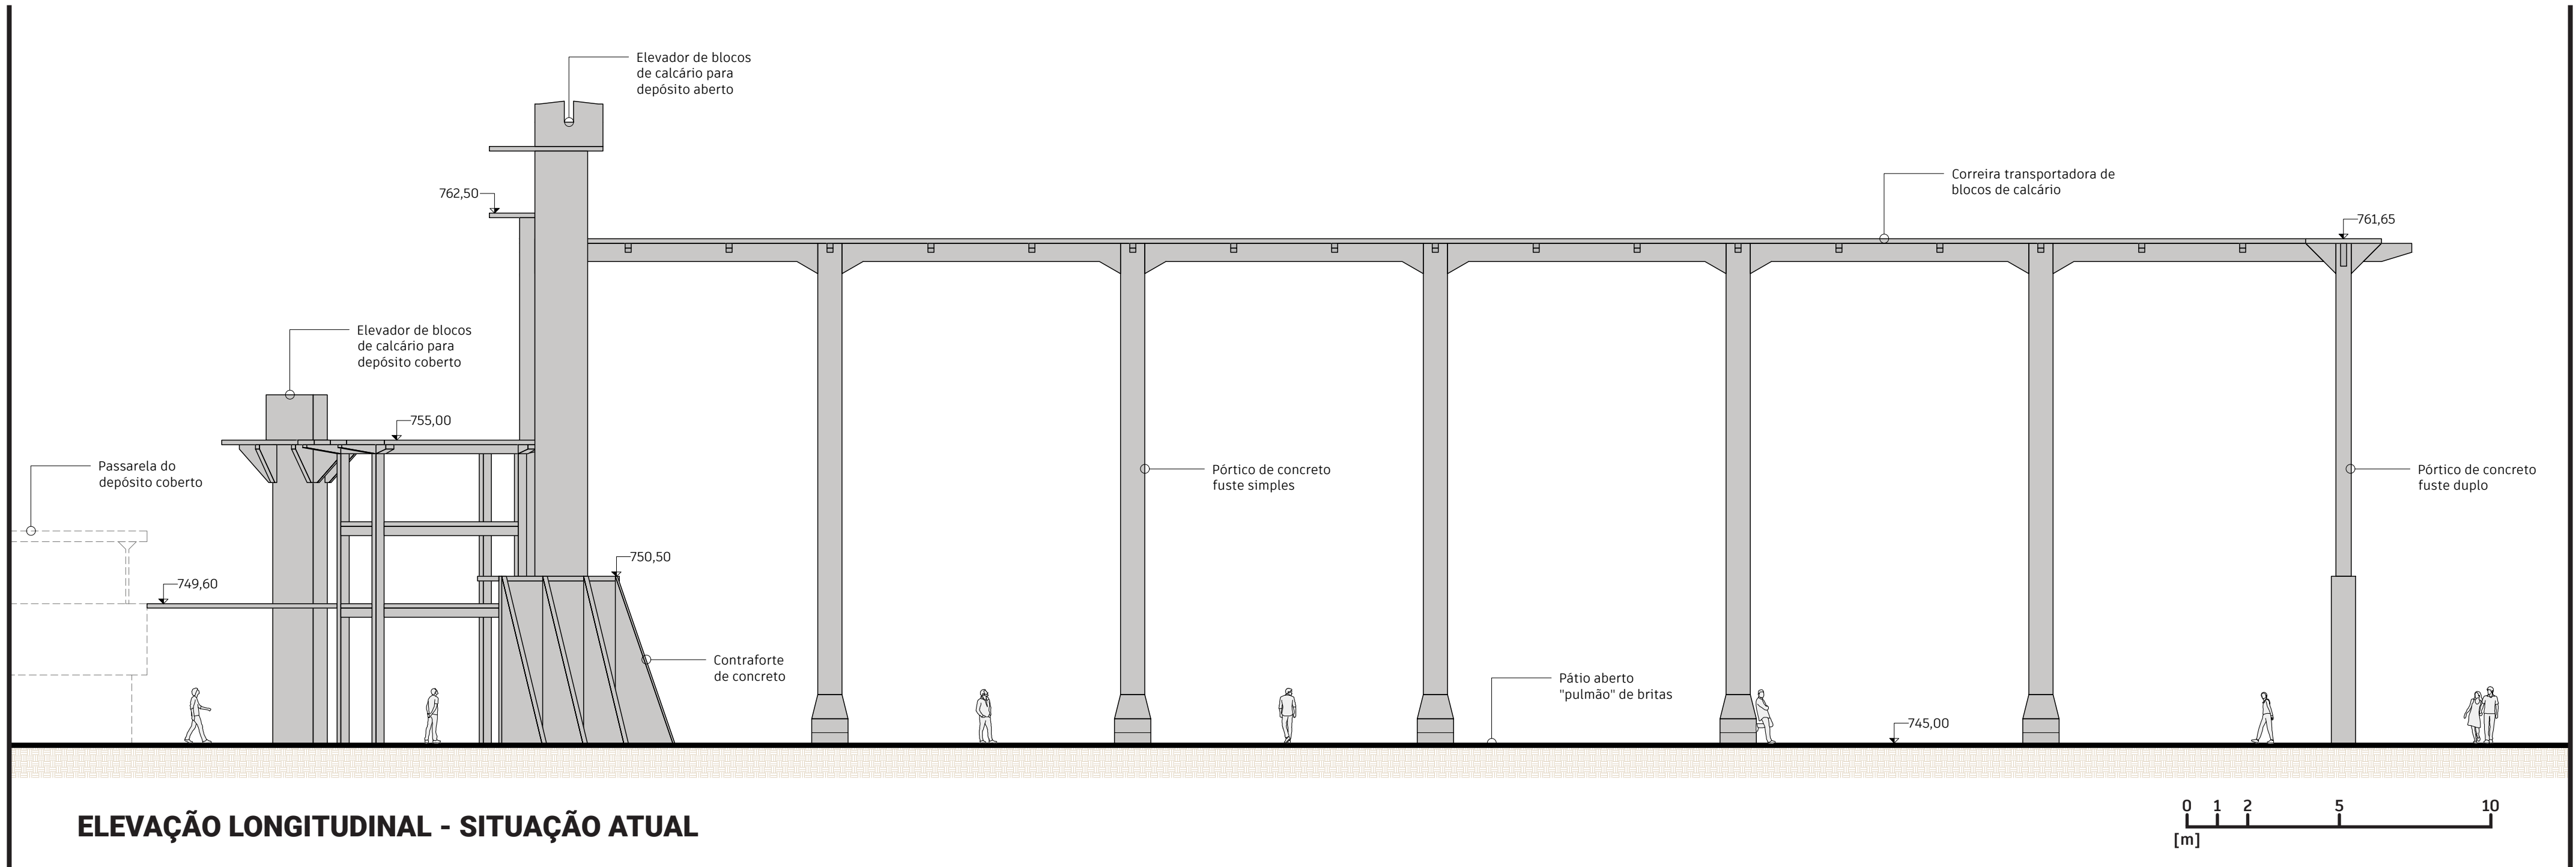 Elevador de blocos
de calcário para
depósito aberto
762,50
Correira transportadora de
blocos de calcário
761,65
Elevador de blocos
de calcário para
depósito coberto
755,00
Passarela do
depósito coberto
Pórtico de concreto
fuste simples
Pórtico de concreto
fuste duplo
749,60
750,50
Contraforte
de concreto
Pátio aberto
"pulmão" de britas
745,00
ELEVAÇÃO LONGITUDINAL - SITUAÇÃO ATUAL
0 1 2 5 10
[m]